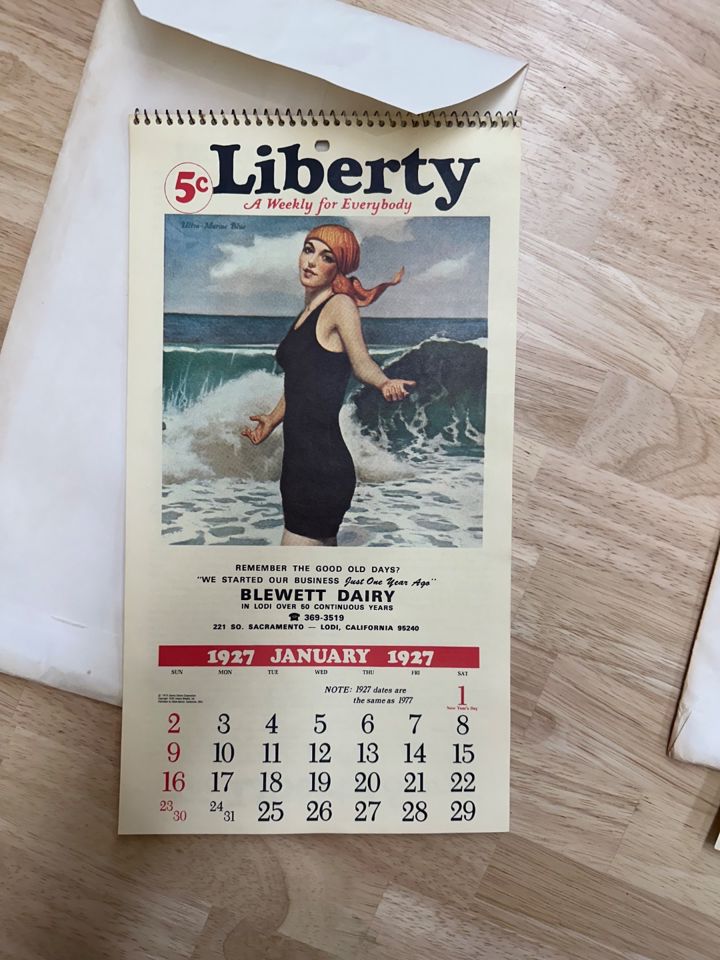 5¢ Liberty
A Weekly for Everybody
Ultra-Marine Blue
REMEMBER THE GOOD OLD DAYS?
"WE STARTED OUR BUSINESS Just One Year Ago"
BLEWETT DAIRY
IN LODI OVER 50 CONTINUOUS YEARS
☎ 369-3519
221 SO. SACRAMENTO — LODI, CALIFORNIA 95240
1927 JANUARY 1927
SUN MON TUE WED THU FRI SAT
NOTE: 1927 dates are
the same as 1977
1
New Year's Day
2 3 4 5 6 7 8
9 10 11 12 13 14 15
16 17 18 19 20 21 22
23 30 24 31 25 26 27 28 29